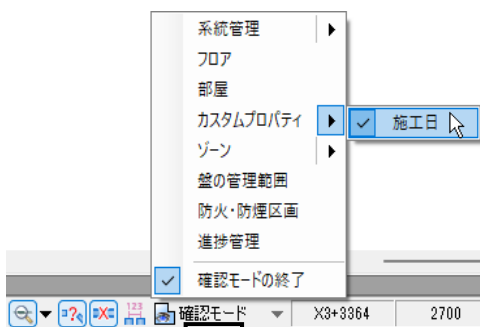 系統管理
フロア
部屋
カスタムプロパティ
施工日
ゾーン
盤の管理範囲
防火・防煙区画
進捗管理
確認モードの終了
=?=
=X=
123
確認モード
X3+3364
2700